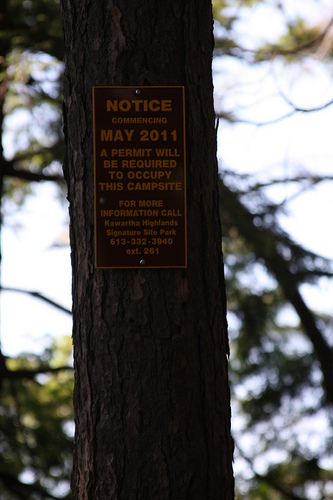 NOTICE
COMMENCING
MAY 2011
A PERMIT WILL
BE REQUIRED
TO OCCUPY
THIS CAMPSITE
FOR MORE
INFORMATION CALL
Kawartha Highlands
Signature Site Park
613-332-3940
ext. 261